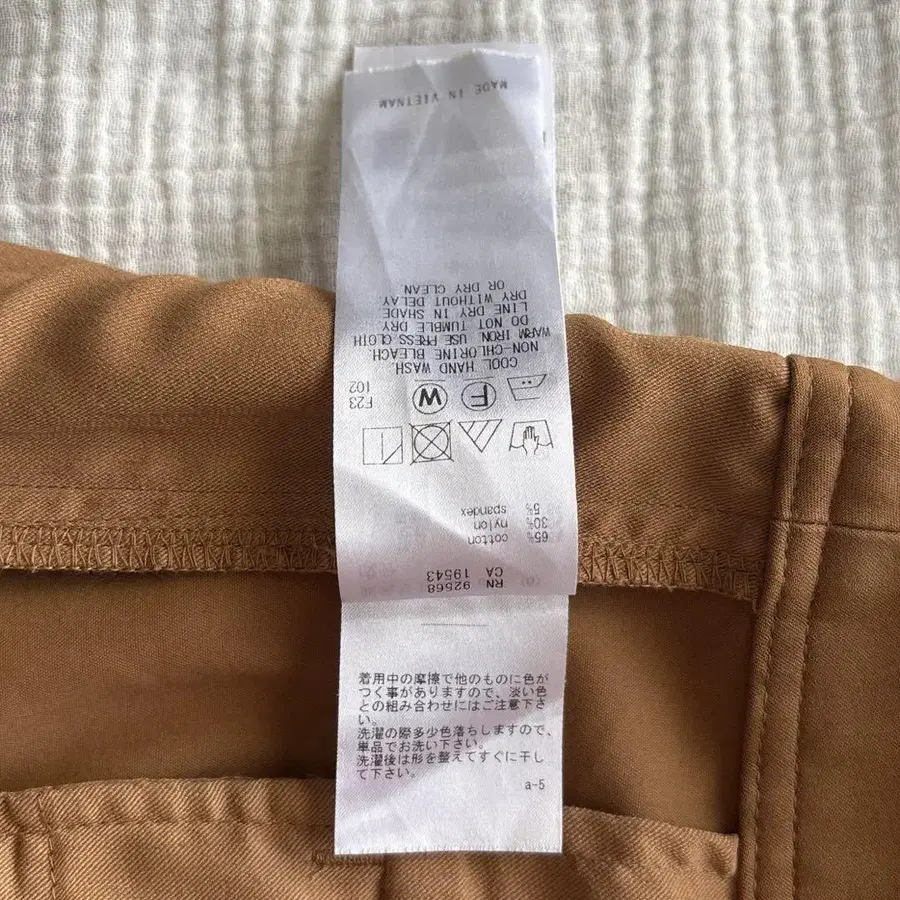 MADE IN VIETNAM
RN 92568
CA 19543
65% cotton
30% nylon
5% spandex
F
W
F23
102
COOL HAND WASH.
NON-CHLORINE BLEACH.
WARM IRON. USE PRESS CLOTH
DO NOT TUMBLE DRY
LINE DRY IN SHADE.
DRY WITHOUT DELAY
OR DRY CLEAN
着用中の摩擦で他のものに色が
つく事がありますので、淡い色
との組み合わせにはご注意下さ
い。
洗濯の際多少色落ちしますので、
単品でお洗い下さい。
洗濯後は形を整えてすぐに干し
て下さい。
a-5